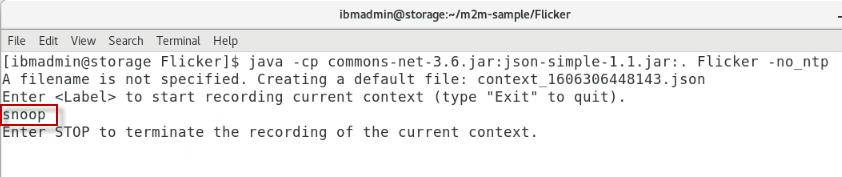 ibmadmin@storage:~/m2m-sample/Flicker
File Edit View Search Terminal Help
[ibmadmin@storage Flicker]$ java -cp commons-net-3.6.jar:json-simple-1.1.jar:. Flicker -no_ntp
A filename is not specified. Creating a default file: context_1606306448143.json
Enter <Label> to start recording current context (type "Exit" to quit).
snoop
Enter STOP to terminate the recording of the current context.